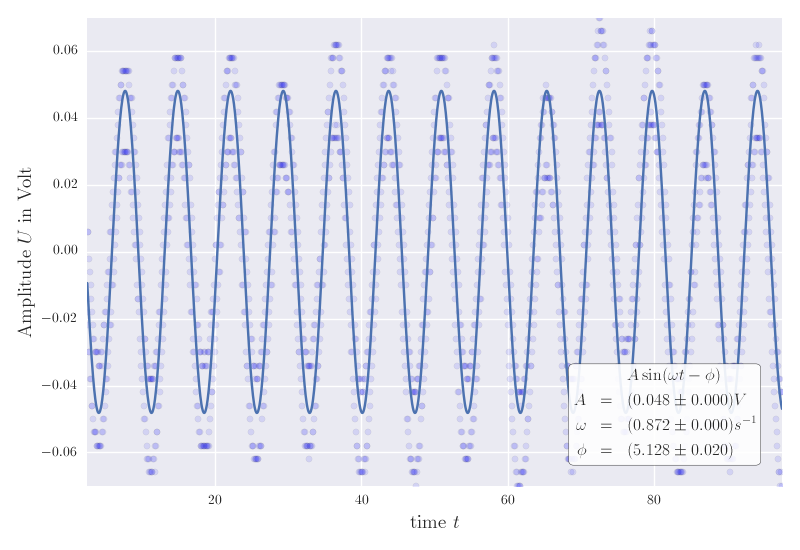 0.06
0.04
0.02
0.00
−0.02
−0.04
−0.06
Amplitude U in Volt
20 40 60 80
time t
A sin(ωt − ϕ)
A = (0.048 ± 0.000)V
ω = (0.872 ± 0.000)s⁻¹
ϕ = (5.128 ± 0.020)